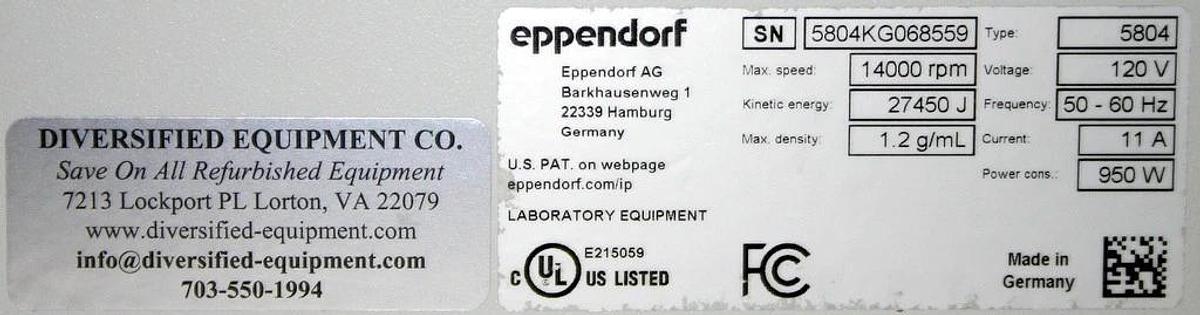 DIVERSIFIED EQUIPMENT CO.
Save On All Refurbished Equipment
7213 Lockport PL Lorton, VA 22079
www.diversified-equipment.com
info@diversified-equipment.com
703-550-1994
eppendorf
Eppendorf AG
Barkhausenweg 1
22339 Hamburg
Germany
U.S. PAT. on webpage
eppendorf.com/ip
LABORATORY EQUIPMENT
E215059
C UL US LISTED
FC
SN 5804KG068559 Type: 5804
Max. speed: 14000 rpm Voltage: 120 V
Kinetic energy: 27450 J Frequency: 50 - 60 Hz
Max. density: 1.2 g/mL Current: 11 A
Power cons.: 950 W
Made in
Germany